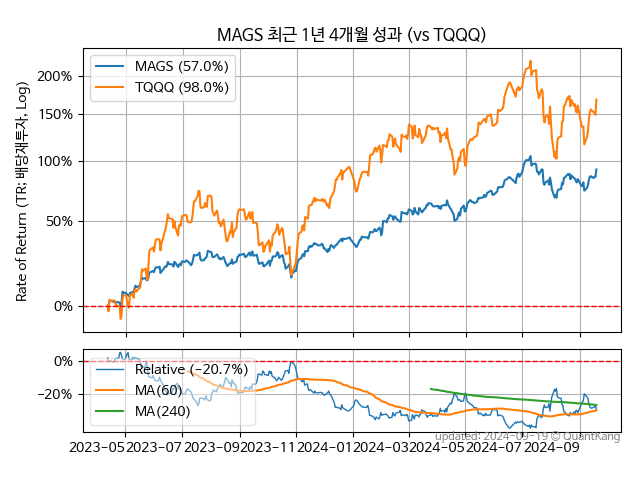 MAGS 최근 1년 4개월 성과 (vs TQQQ)
Rate of Return (TR: 배당재투자, Log)
MAGS (57.0%)
TQQQ (98.0%)
200%
150%
100%
50%
0%
Relative (−20.7%)
MA(60)
MA(240)
0%
−20%
updated: 2024-09-19 © QuantKang
2023-05 2023-07 2023-09 2023-11 2024-01 2024-03 2024-05 2024-07 2024-09